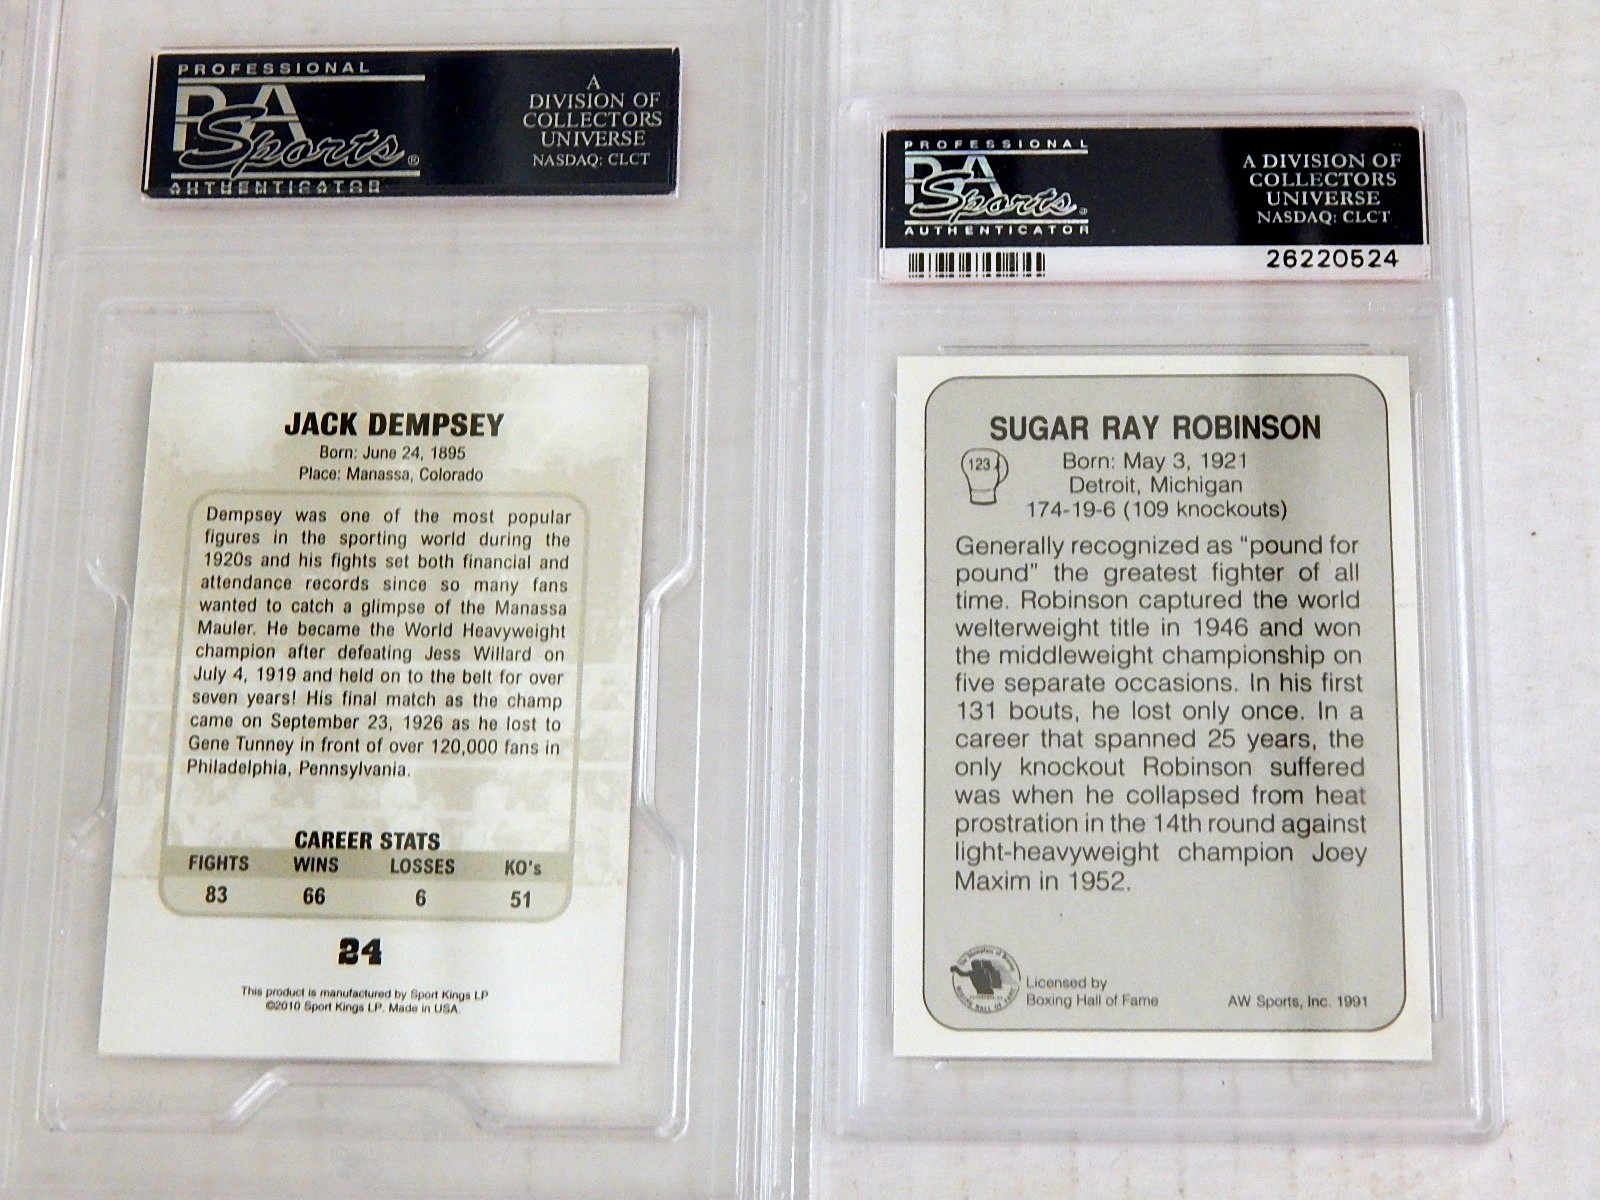 PROFESSIONAL
PSA
Sports®
AUTHENTICATOR
A
DIVISION OF
COLLECTORS
UNIVERSE
NASDAQ: CLCT
JACK DEMPSEY
Born: June 24, 1895
Place: Manassa, Colorado
Dempsey was one of the most popular
figures in the sporting world during the
1920s and his fights set both financial and
attendance records since so many fans
wanted to catch a glimpse of the Manassa
Mauler. He became the World Heavyweight
champion after defeating Jess Willard on
July 4, 1919 and held on to the belt for over
seven years! His final match as the champ
came on September 23, 1926 as he lost to
Gene Tunney in front of over 120,000 fans in
Philadelphia, Pennsylvania.
CAREER STATS
FIGHTS WINS LOSSES KO's
83 66 6 51
24
This product is manufactured by Sport Kings LP
©2010 Sport Kings LP. Made in USA.
PROFESSIONAL
PSA
Sports®
AUTHENTICATOR
A DIVISION OF
COLLECTORS
UNIVERSE
NASDAQ: CLCT
26220524
SUGAR RAY ROBINSON
123
Born: May 3, 1921
Detroit, Michigan
174-19-6 (109 knockouts)
Generally recognized as "pound for
pound" the greatest fighter of all
time. Robinson captured the world
welterweight title in 1946 and won
the middleweight championship on
five separate occasions. In his first
131 bouts, he lost only once. In a
career that spanned 25 years, the
only knockout Robinson suffered
was when he collapsed from heat
prostration in the 14th round against
light-heavyweight champion Joey
Maxim in 1952.
Licensed by
Boxing Hall of Fame
AW Sports, Inc. 1991